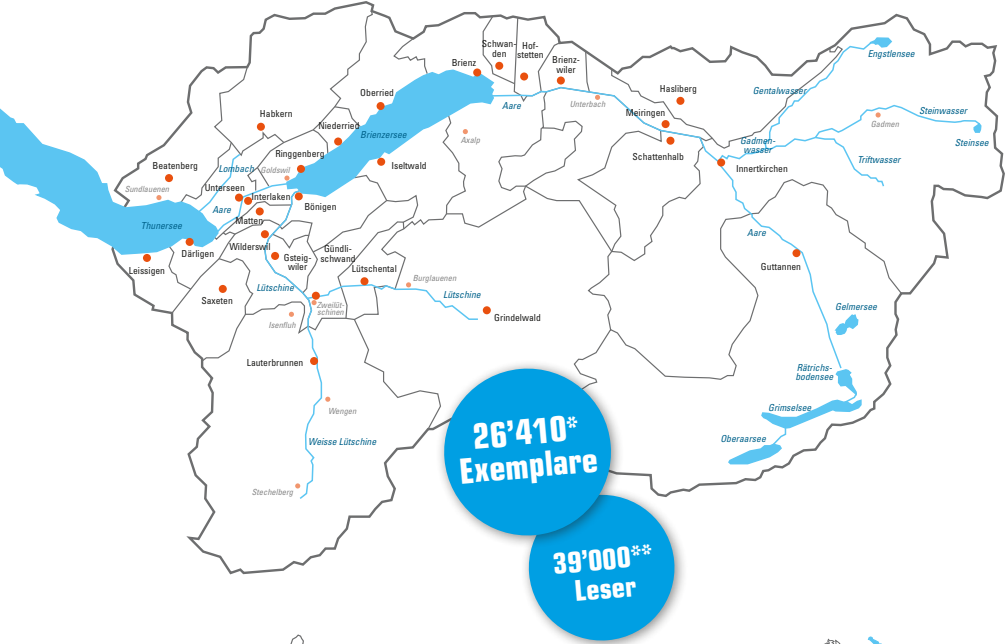 Schwan-
den
Hof-
stetten
Brienz
Brienz-
wiler
Engstlensee
Oberried
Hasliberg
Gentalwasser
Aare
Unterbach
Habkern
Meiringen
Steinwasser
Niederried
Brienzersee
Gadmen
Axalp
Gadmen-
wasser
Steinsee
Ringgenberg
Schattenhalb
Triftwasser
Beatenberg
Lombach
Goldswil
Iseltwald
Innertkirchen
Sundlauenen
Unterseen
Interlaken
Aare
Bönigen
Matten
Thunersee
Aare
Wilderswil
Gündli-
schwand
Därligen
Gsteig-
wiler
Leissigen
Lütschental
Guttannen
Burglauenen
Lütschine
Lütschine
Saxeten
Zweilüt-
schinen
Gelmersee
Isenfluh
Grindelwald
Lauterbrunnen
Rätrichs-
bodensee
Wengen
Grimselsee
Weisse Lütschine
Oberaarsee
26’410*
Exemplare
Stechelberg
39’000**
Leser